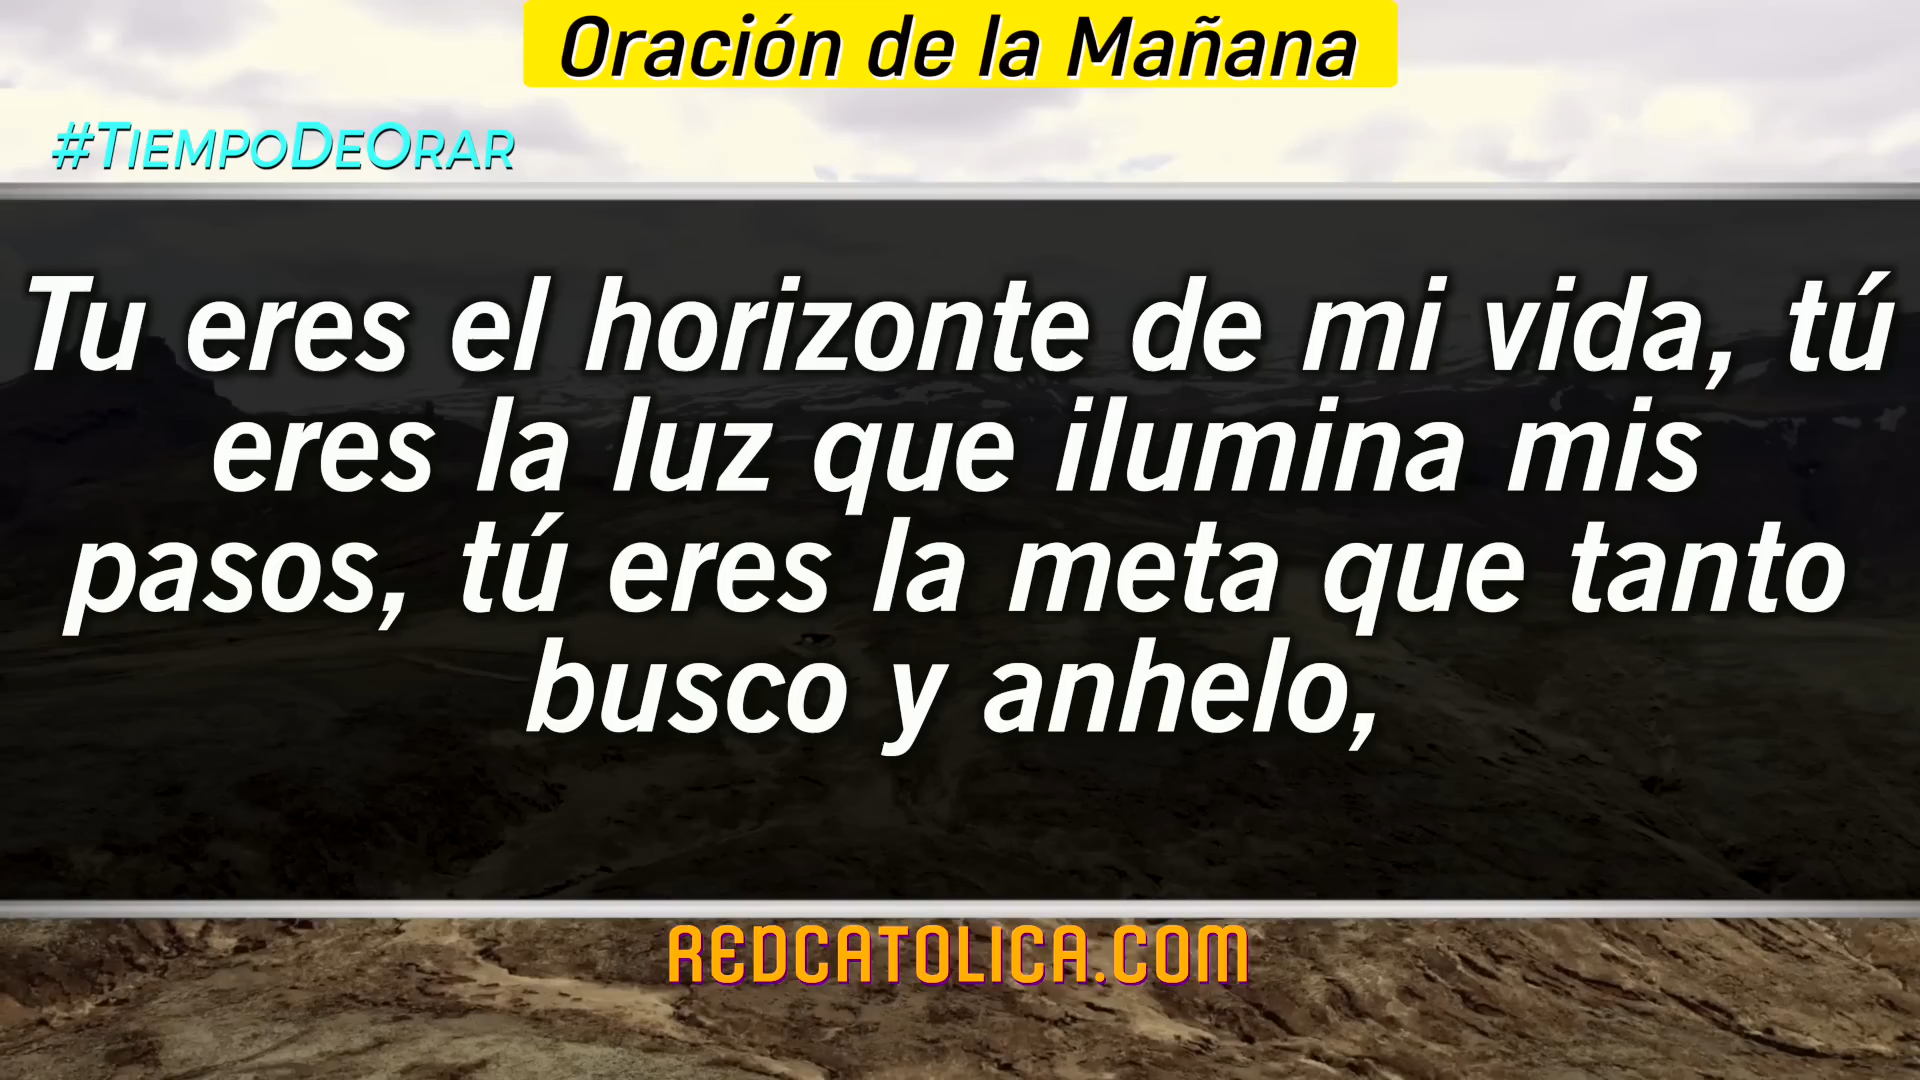 Oración de la Mañana
#TiempoDeOrar
Tu eres el horizonte de mi vida, tú
eres la luz que ilumina mis
pasos, tú eres la meta que tanto
busco y anhelo,
REDCATOLICA.COM